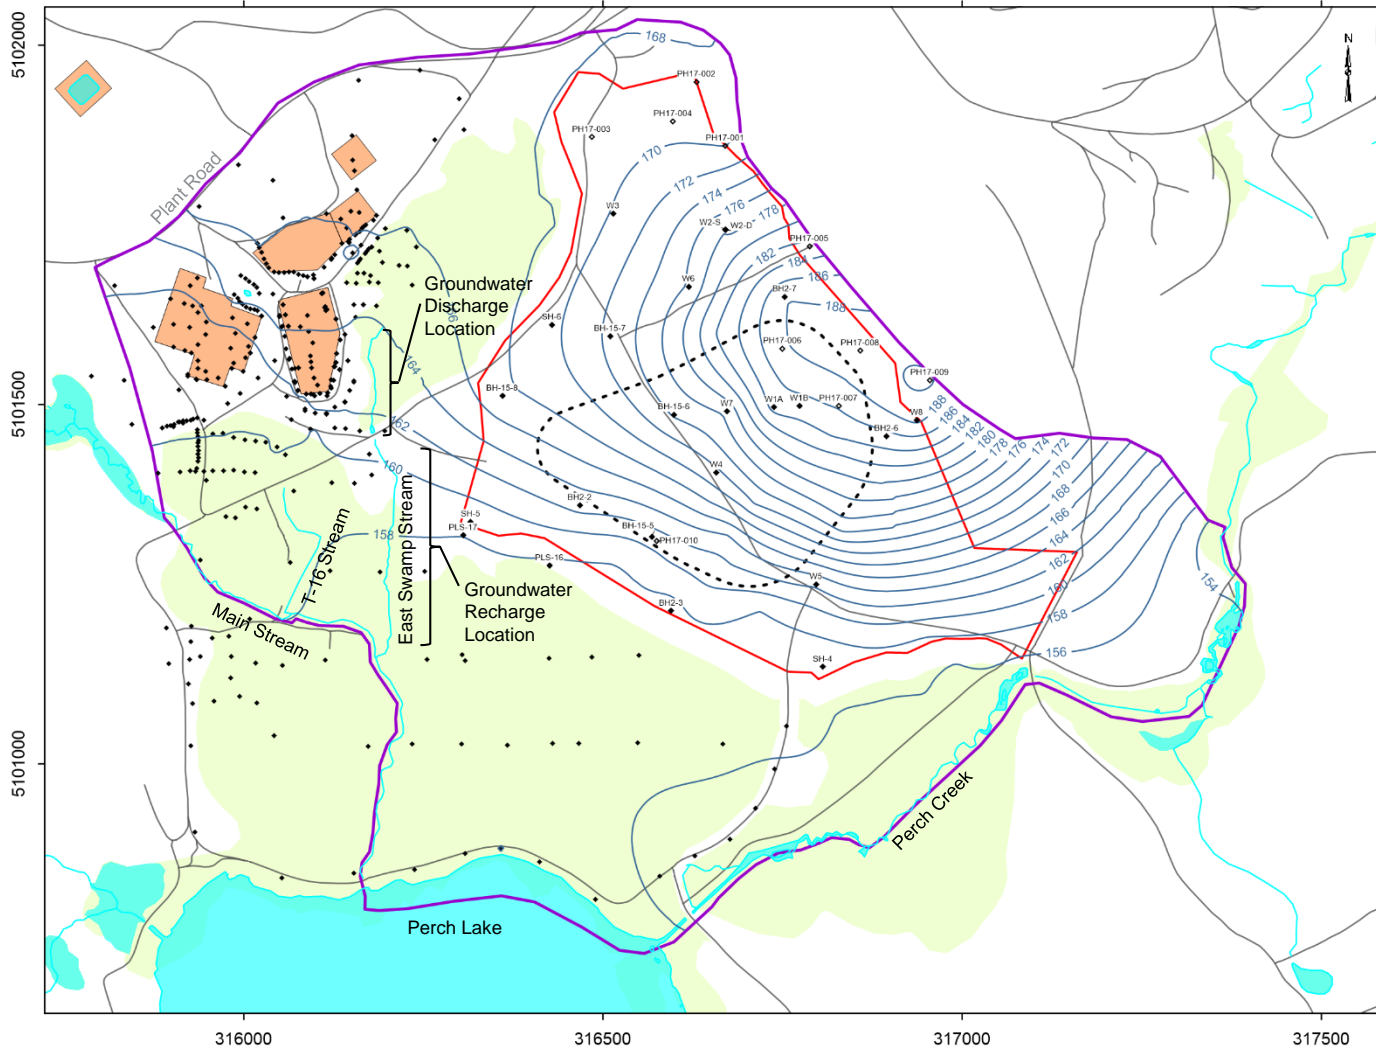 5102000
5101500
5101000
316000
316500
317000
317500
N
Plant Road
168
PH17-002
PH17-004
PH17-003
PH17-001
170
172
174
176
178
W3
W2-S
W2-D
PH17-005
182
184
186
188
W6
BH2-7
Groundwater
Discharge
Location
SH-6
BH-15-7
PH17-006
PH17-008
PH17-009
164
BH-15-8
BH-15-6
W7
W1A
W1B
PH17-007
W8
BH2-6
188
186
184
182
180
178
176
174
172
170
168
166
164
162
160
158
156
154
162
160
158
W4
BH2-2
SH-5
PLS-17
BH-15-5
PH17-010
PLS-16
W5
BH2-3
SH-4
East Swamp Stream
T-16 Stream
Main Stream
Groundwater
Recharge
Location
Perch Creek
Perch Lake